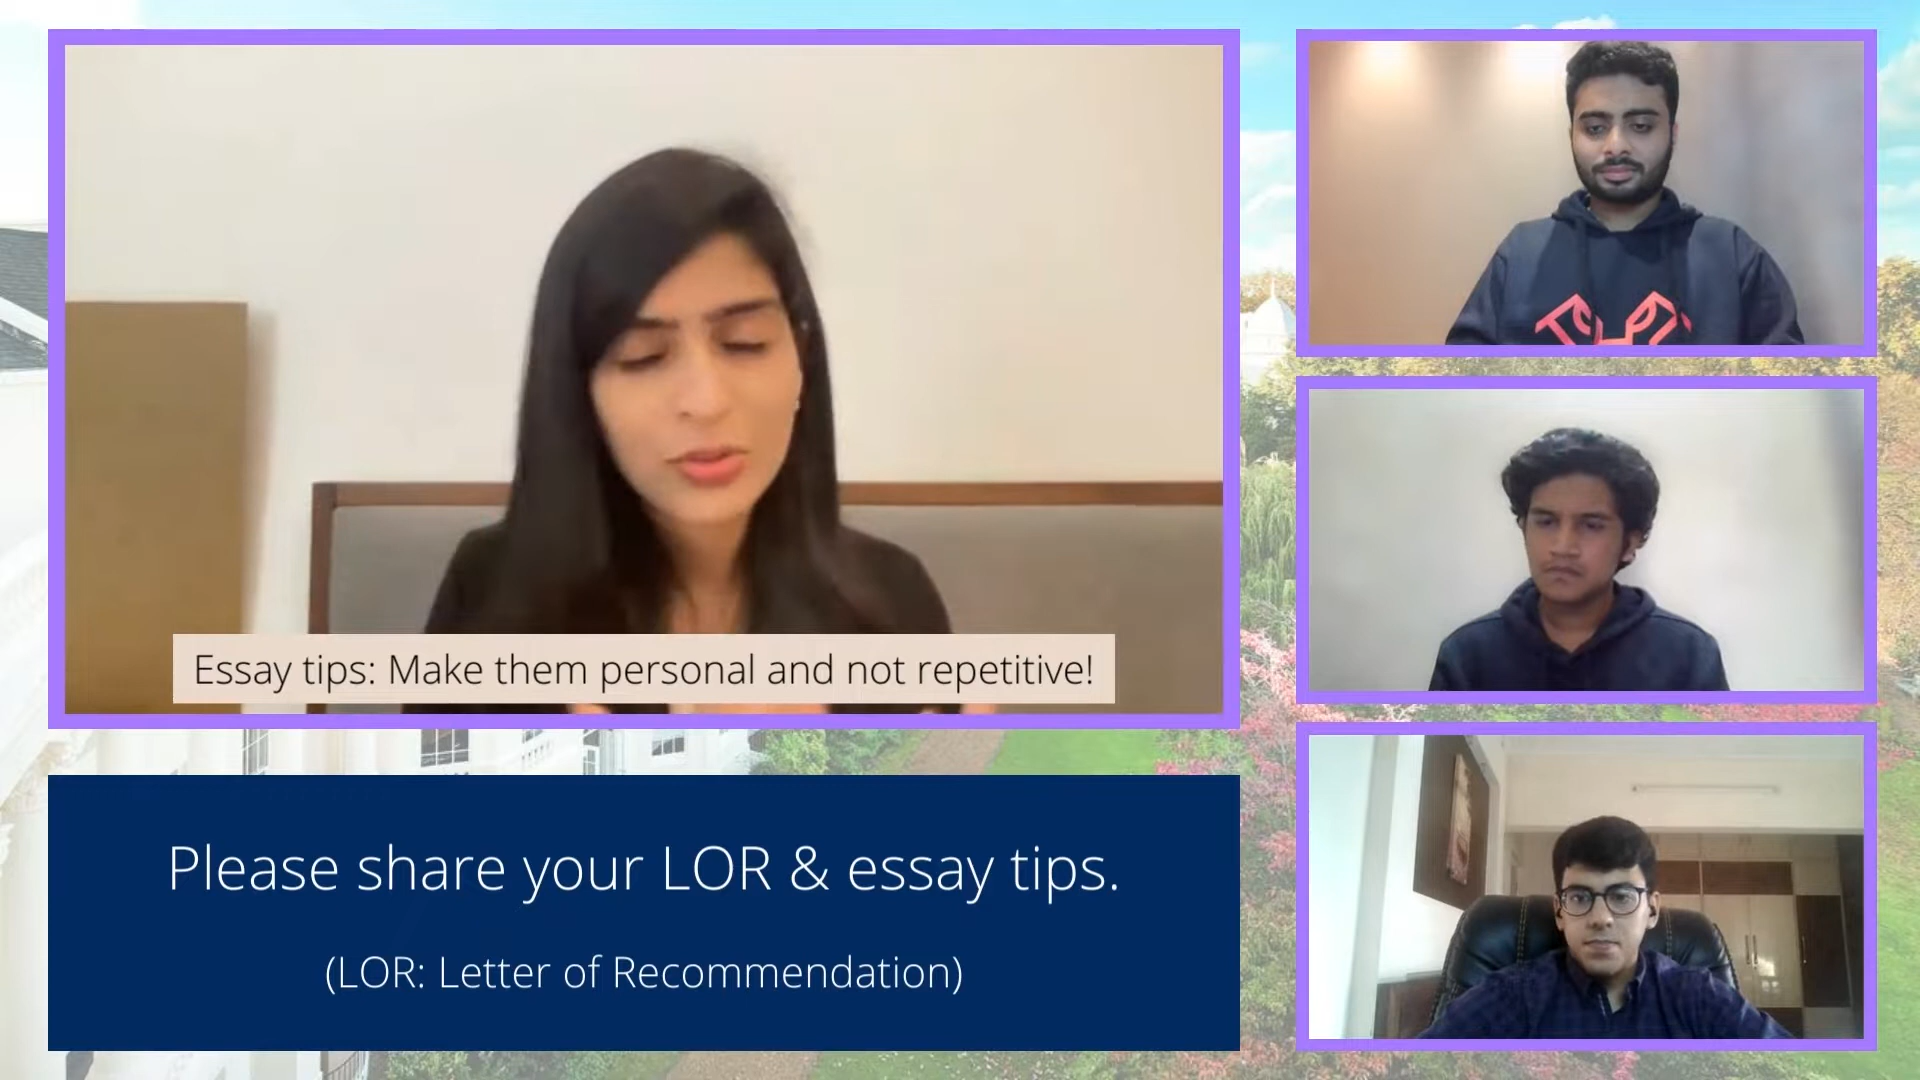 Essay tips: Make them personal and not repetitive!
Please share your LOR & essay tips.
(LOR: Letter of Recommendation)